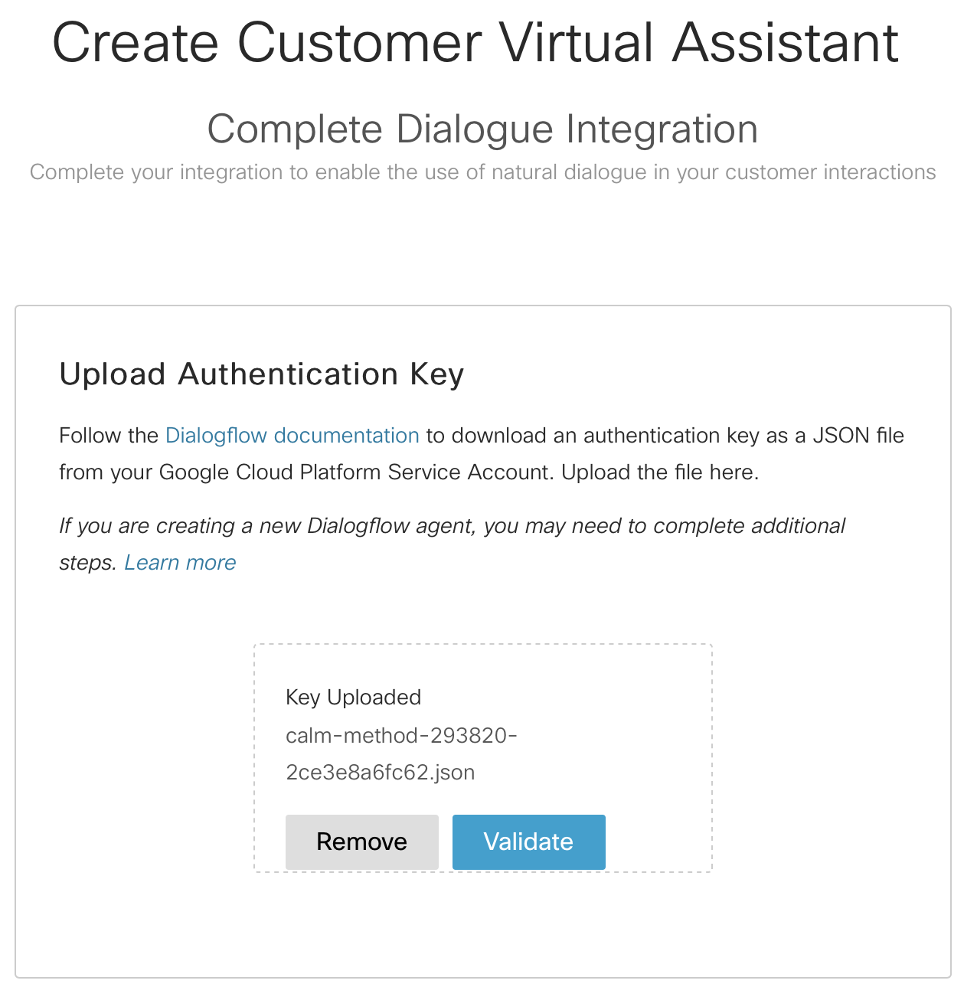 Create Customer Virtual Assistant
Complete Dialogue Integration
Complete your integration to enable the use of natural dialogue in your customer interactions
Upload Authentication Key
Follow the Dialogflow documentation to download an authentication key as a JSON file
from your Google Cloud Platform Service Account. Upload the file here.
If you are creating a new Dialogflow agent, you may need to complete additional
steps. Learn more
Key Uploaded
calm-method-293820-
2ce3e8a6fc62.json
Remove Validate